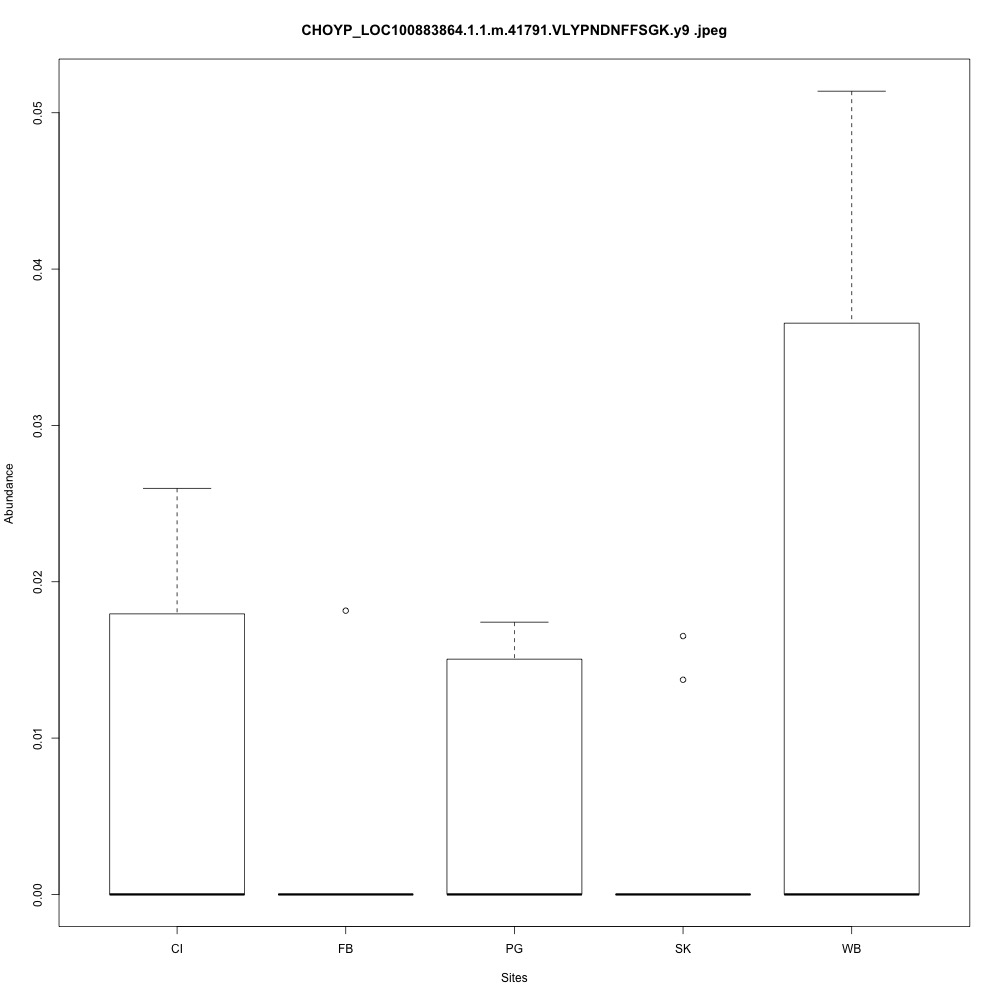 CHOYP_LOC100883864.1.1.m.41791.VLYPNDNFFSGK.y9 .jpeg
Abundance
0.05
0.04
0.03
0.02
0.01
0.00
CI FB PG SK WB
Sites